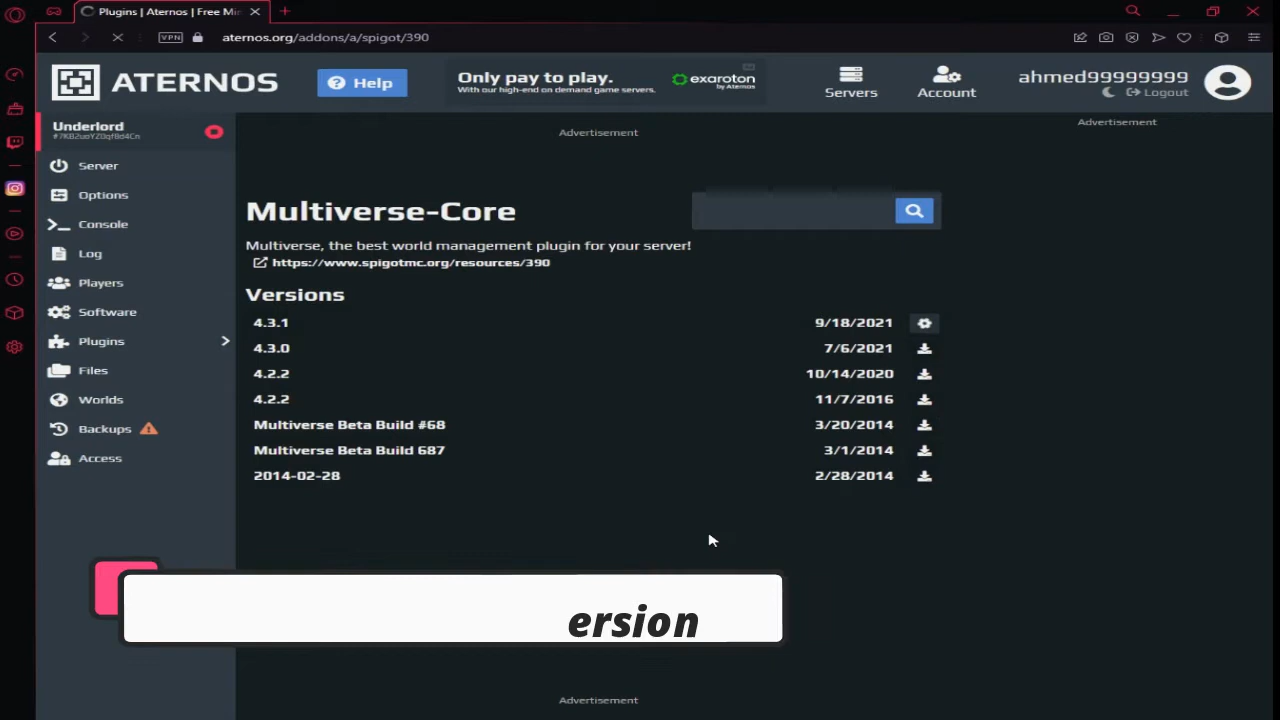 Plugins | Aternos | Free Mi
VPN
aternos.org/addons/a/spigot/390
ATERNOS
Help
Only pay to play.
With our high-end on demand game servers.
exaroton
by Aternos
Servers
Account
ahmed99999999
Logout
Underlord
Advertisement
Advertisement
Server
Options
Console
Log
Players
Software
Plugins
Files
Worlds
Backups
Access
Multiverse-Core
Multiverse, the best world management plugin for your server!
https://www.spigotmc.org/resources/390
Versions
4.3.1 9/18/2021
4.3.0 7/6/2021
4.2.2 10/14/2020
4.2.2 11/7/2016
Multiverse Beta Build #68 3/20/2014
Multiverse Beta Build 687 3/1/2014
2014-02-28 2/28/2014
ersion
Advertisement